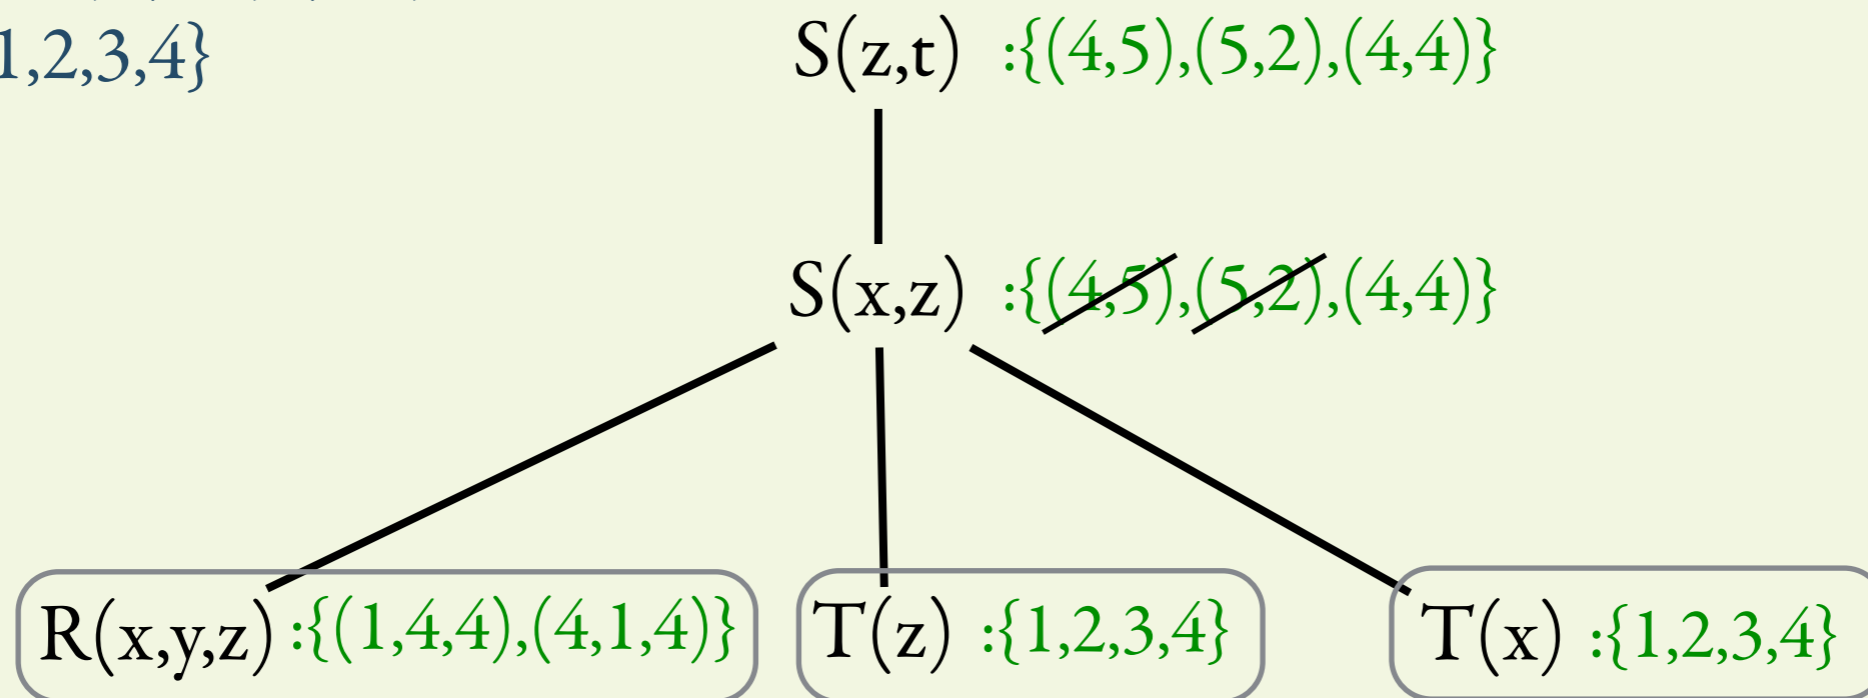 1,2,3,4}
S(z,t) :{(4,5),(5,2),(4,4)}
S(x,z) :{(4,5),(5,2),(4,4)}
R(x,y,z) :{(1,4,4),(4,1,4)} T(z) :{1,2,3,4} T(x) :{1,2,3,4}